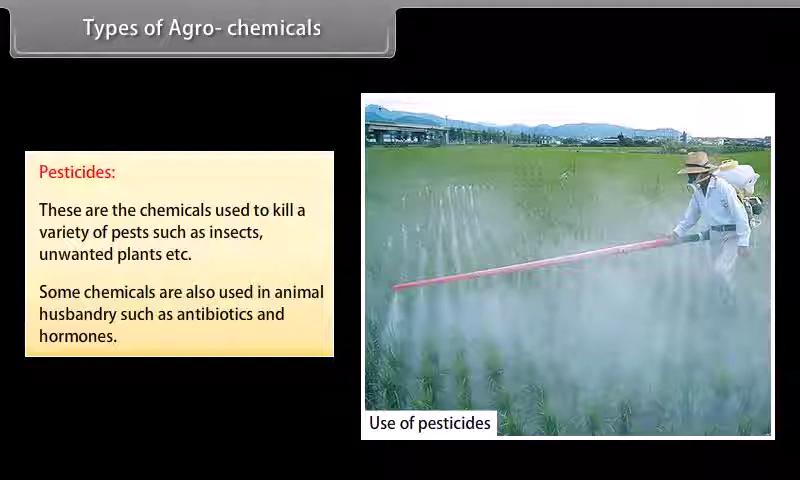 Types of Agro- chemicals
Pesticides:
These are the chemicals used to kill a
variety of pests such as insects,
unwanted plants etc.
Some chemicals are also used in animal
husbandry such as antibiotics and
hormones.
Use of pesticides